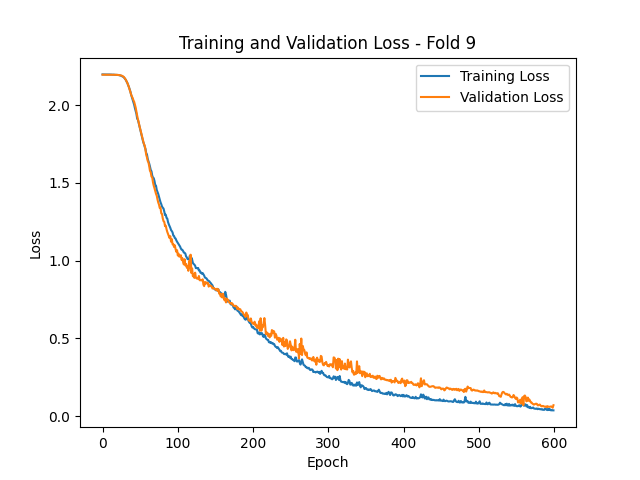 Training and Validation Loss - Fold 9
Training Loss
Validation Loss
Loss
2.0
1.5
1.0
0.5
0.0
0 100 200 300 400 500 600
Epoch